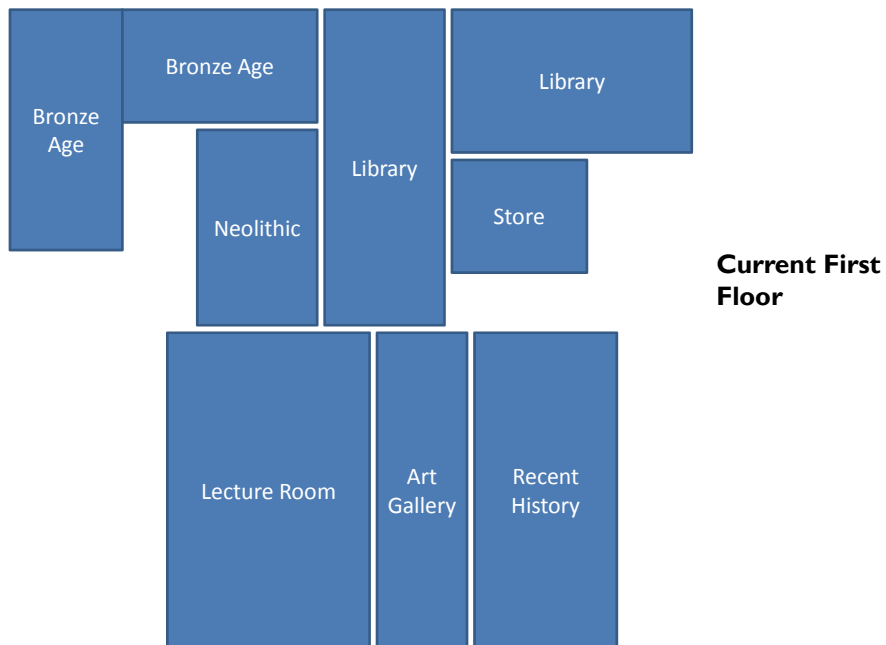 Bronze Age
Library
Bronze
Age
Library
Store
Neolithic
Current First
Floor
Lecture Room
Art
Gallery
Recent
History